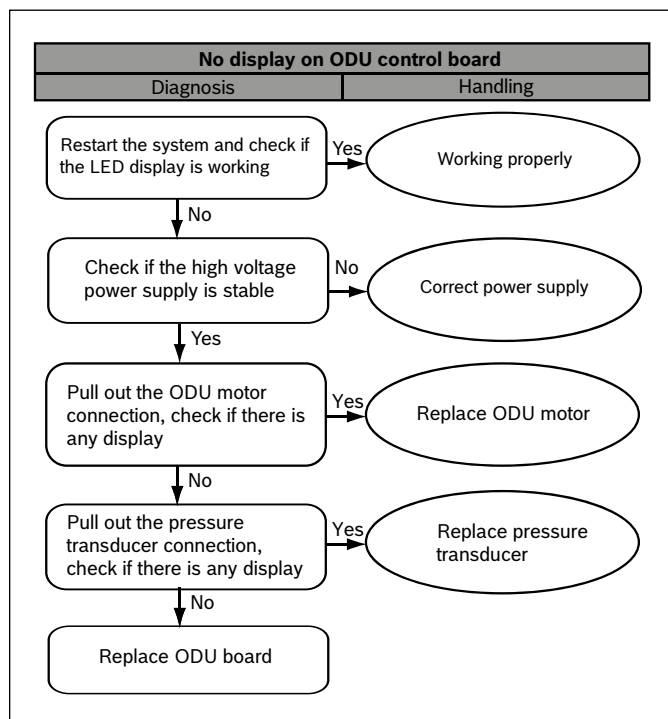 No display on ODU control board
Diagnosis
Handling
Restart the system and check if
the LED display is working
Yes
Working properly
No
Check if the high voltage
power supply is stable
No
Correct power supply
Yes
Pull out the ODU motor
connection, check if there is
any display
Yes
Replace ODU motor
No
Pull out the pressure
transducer connection,
check if there is any display
Yes
Replace pressure
transducer
No
Replace ODU board